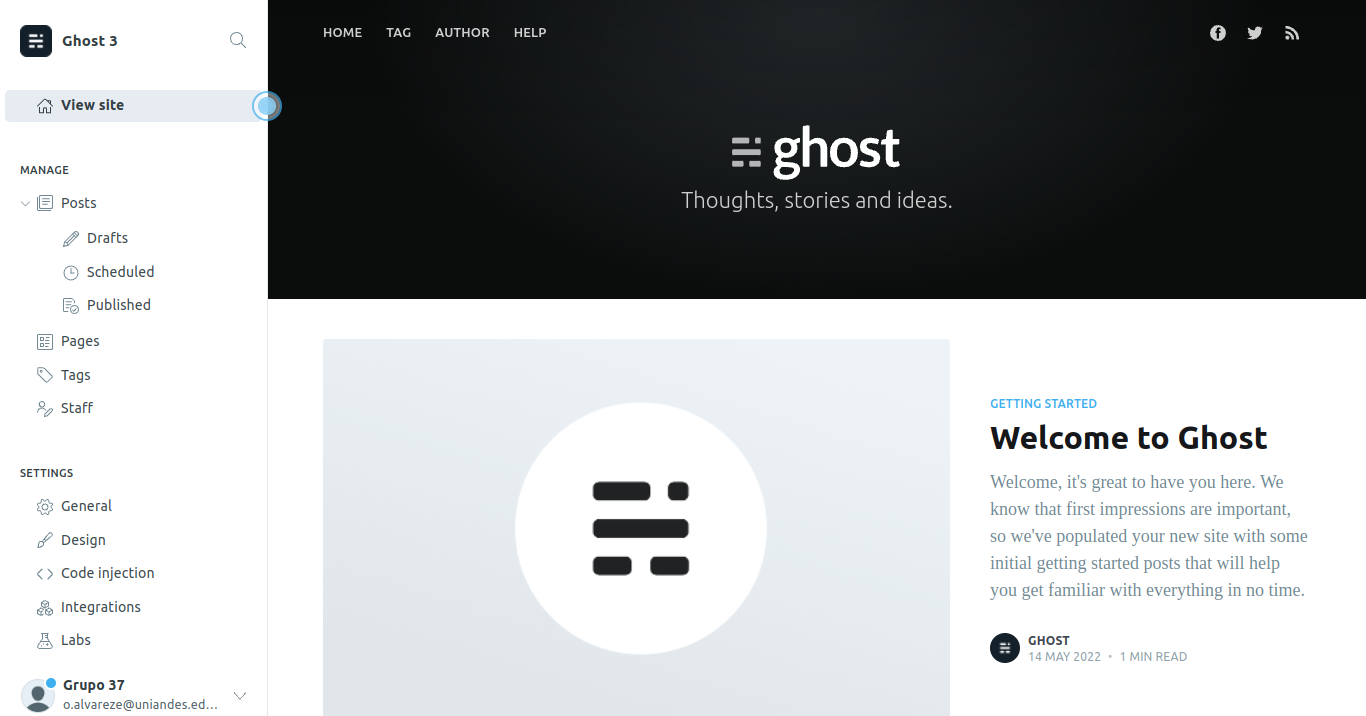 Ghost 3
View site
MANAGE
Posts
Drafts
Scheduled
Published
Pages
Tags
Staff
SETTINGS
General
Design
Code injection
Integrations
Labs
Grupo 37
o.alvareze@uniandes.ed...
HOME TAG AUTHOR HELP
ghost
Thoughts, stories and ideas.
GETTING STARTED
Welcome to Ghost
Welcome, it's great to have you here. We
know that first impressions are important,
so we've populated your new site with some
initial getting started posts that will help
you get familiar with everything in no time.
GHOST
14 MAY 2022 • 1 MIN READ